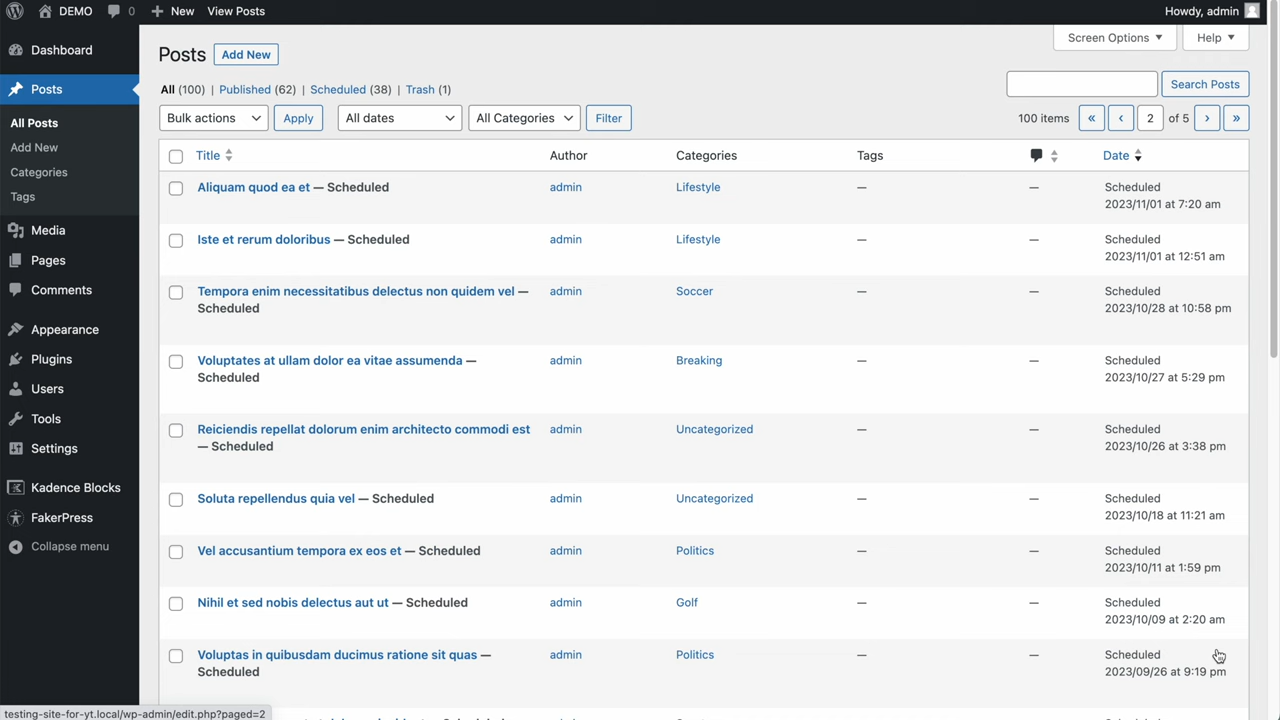 DEMO 0 + New View Posts Howdy, admin
Dashboard
Posts
All Posts
Add New
Categories
Tags
Media
Pages
Comments
Appearance
Plugins
Users
Tools
Settings
Kadence Blocks
FakerPress
Collapse menu
Screen Options ▼ Help ▼
Posts Add New
All (100) | Published (62) | Scheduled (38) | Trash (1)
Search Posts
Bulk actions Apply All dates All Categories Filter
100 items « ‹ 2 of 5 › »
Title Author Categories Tags Date
Aliquam quod ea et — Scheduled admin Lifestyle — — Scheduled
2023/11/01 at 7:20 am
Iste et rerum doloribus — Scheduled admin Lifestyle — — Scheduled
2023/11/01 at 12:51 am
Tempora enim necessitatibus delectus non quidem vel — admin Soccer — — Scheduled
Scheduled 2023/10/28 at 10:58 pm
Voluptates at ullam dolor ea vitae assumenda — admin Breaking — — Scheduled
Scheduled 2023/10/27 at 5:29 pm
Reiciendis repellat dolorum enim architecto commodi est admin Uncategorized — — Scheduled
— Scheduled 2023/10/26 at 3:38 pm
Soluta repellendus quia vel — Scheduled admin Uncategorized — — Scheduled
2023/10/18 at 11:21 am
Vel accusantium tempora ex eos et — Scheduled admin Politics — — Scheduled
2023/10/11 at 1:59 pm
Nihil et sed nobis delectus aut ut — Scheduled admin Golf — — Scheduled
2023/10/09 at 2:20 am
Voluptas in quibusdam ducimus ratione sit quas — admin Politics — — Scheduled
Scheduled 2023/09/26 at 9:19 pm
testing-site-for-yt.local/wp-admin/edit.php?paged=2